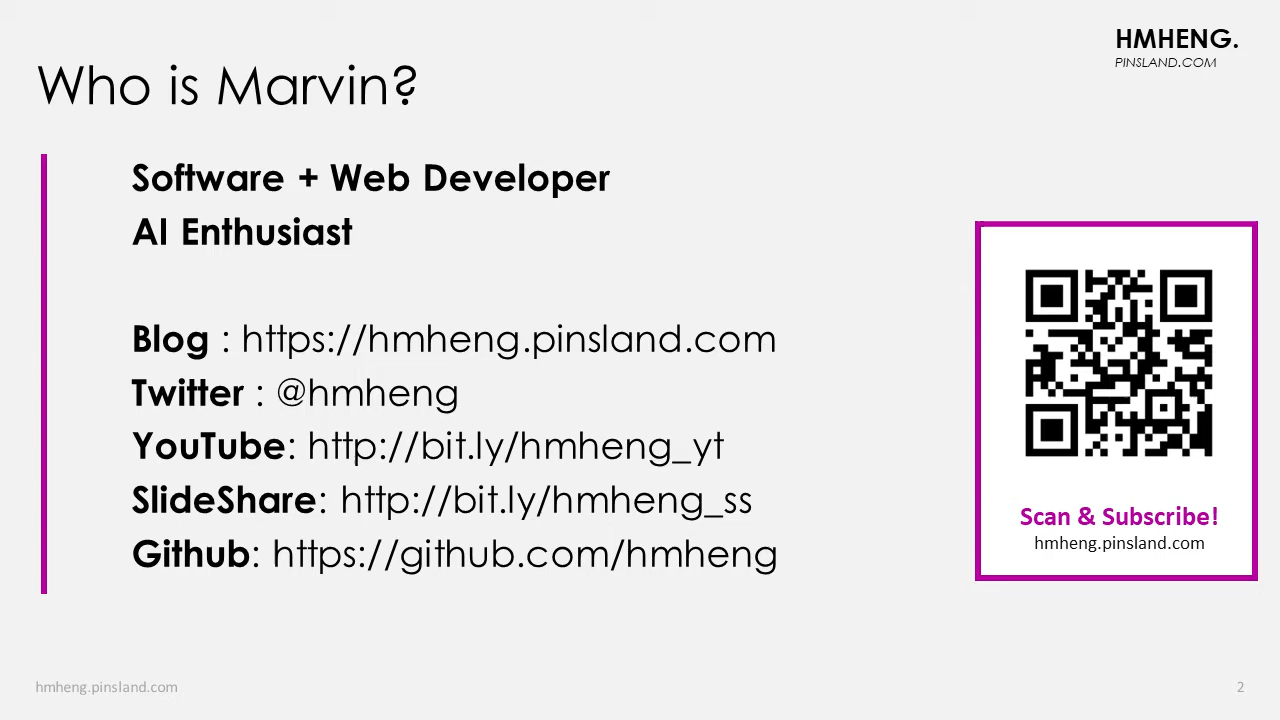 HMHENG.
PINSLAND.COM
Who is Marvin?
Software + Web Developer
AI Enthusiast
Blog : https://hmheng.pinsland.com
Twitter : @hmheng
YouTube: http://bit.ly/hmheng_yt
SlideShare: http://bit.ly/hmheng_ss
Github: https://github.com/hmheng
Scan & Subscribe!
hmheng.pinsland.com
hmheng.pinsland.com
2